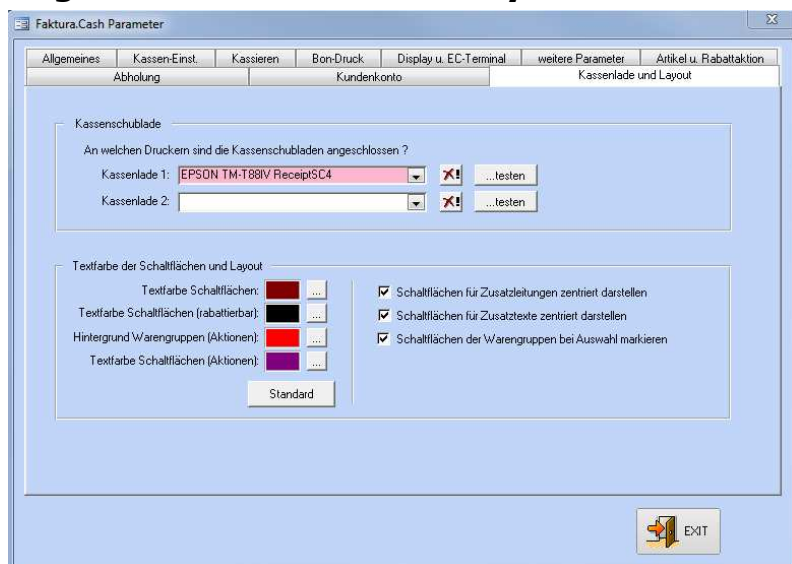 Faktura.Cash Parameter
Allgemeines Kassen-Einst. Kassieren Bon-Druck Display u. EC-Terminal weitere Parameter Artikel u. Rabattaktion
Abholung Kundenkonto Kassenlade und Layout
Kassenschublade
An welchen Druckern sind die Kassenschubladen angeschlossen ?
Kassenlade 1: EPSON TM-T88IV ReceiptSC4 ...testen
Kassenlade 2: ...testen
Textfarbe der Schaltflächen und Layout
Textfarbe Schaltflächen: ... Schaltflächen für Zusatzleitungen zentriert darstellen
Textfarbe Schaltflächen (rabattierbar): ... Schaltflächen für Zusatztexte zentriert darstellen
Hintergrund Warengruppen (Aktionen): ... Schaltflächen der Warengruppen bei Auswahl markieren
Textfarbe Schaltflächen (Aktionen): ...
Standard
EXIT